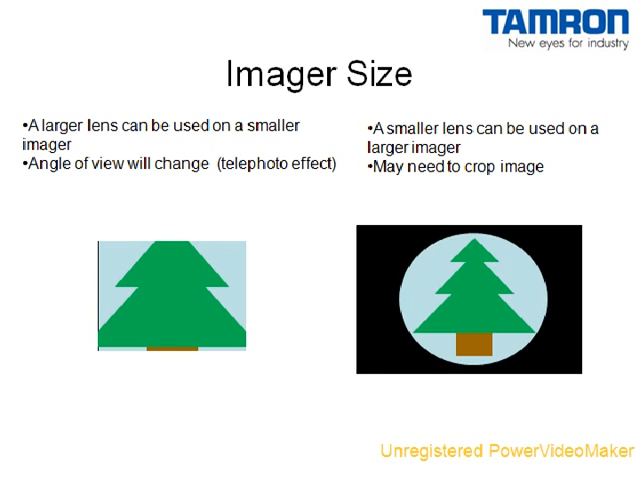 TAMRON
New eyes for industry
Imager Size
•A larger lens can be used on a smaller
imager
•Angle of view will change (telephoto effect)
•A smaller lens can be used on a
larger imager
•May need to crop image
Unregistered PowerVideoMaker